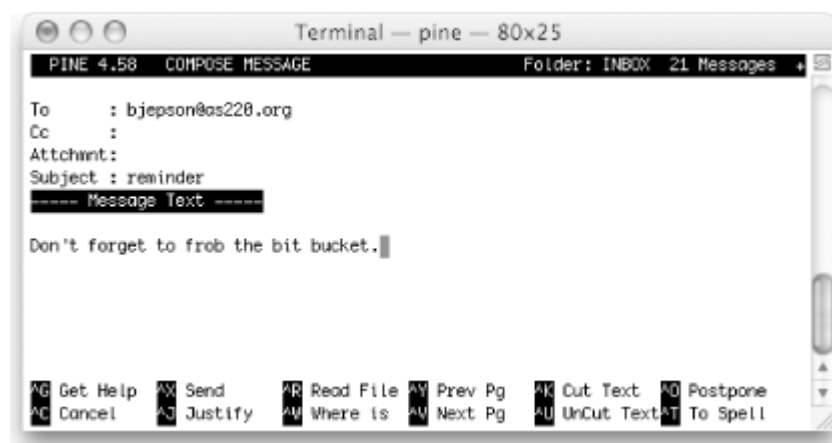 Terminal — pine — 80x25
PINE 4.58 COMPOSE MESSAGE Folder: INBOX 21 Messages +
To : bjepson@as220.org
Cc :
Attchmnt:
Subject : reminder
----- Message Text -----
Don't forget to frob the bit bucket.
^G Get Help ^X Send ^R Read File ^Y Prev Pg ^K Cut Text ^O Postpone
^C Cancel ^J Justify ^W Where is ^V Next Pg ^U UnCut Text ^T To Spell